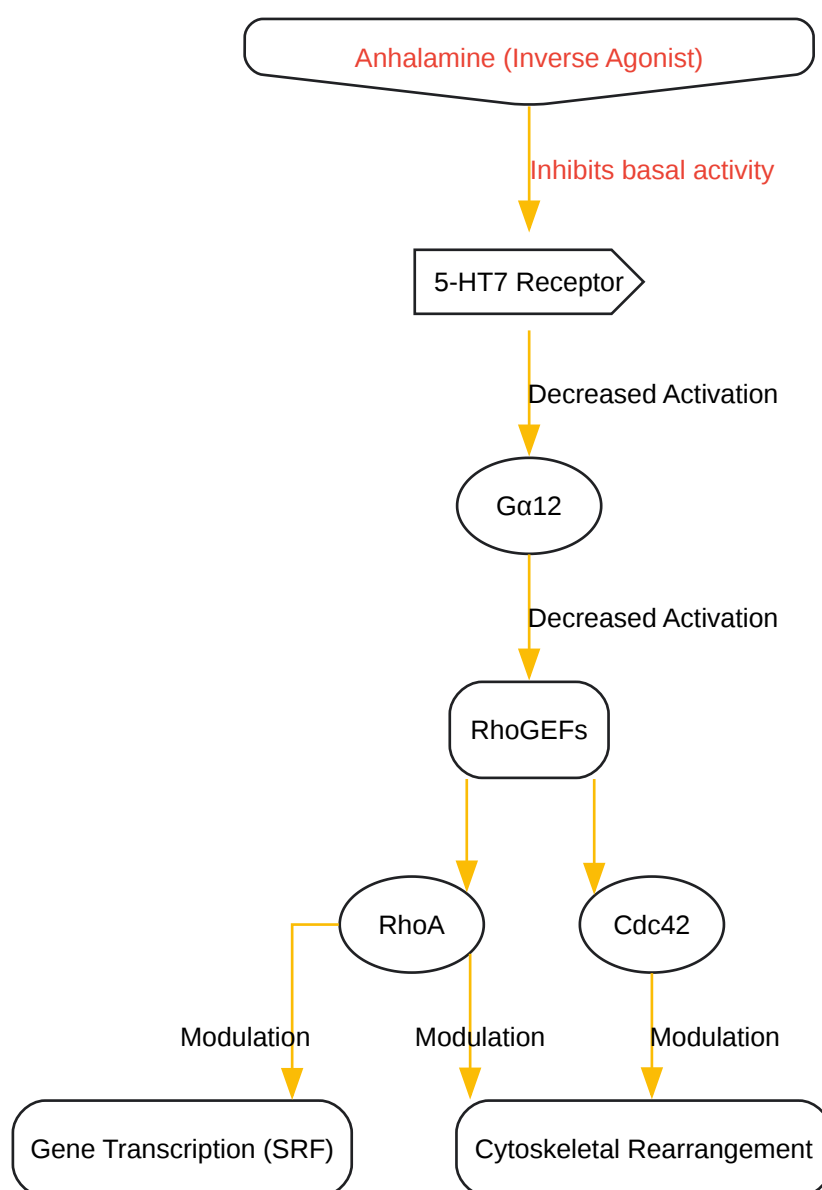 Anhalamine (Inverse Agonist)
Inhibits basal activity
5-HT7 Receptor
Decreased Activation
Gα12
Decreased Activation
RhoGEFs
RhoA
Cdc42
Modulation
Modulation
Modulation
Gene Transcription (SRF)
Cytoskeletal Rearrangement